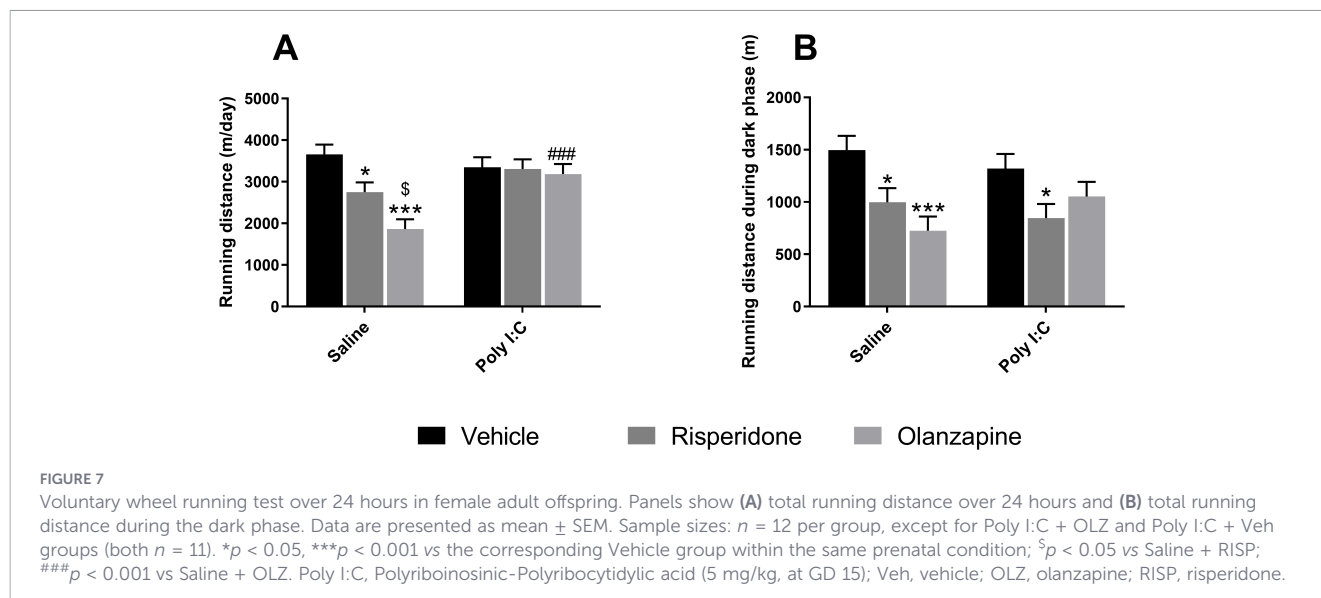 A
B
Running distance (m/day)
5000
4000
3000
2000
1000
0
*
$
***
###
Saline
Poly I:C
Running distance during dark phase (m)
2000
1500
1000
500
0
*
***
*
Saline
Poly I:C
Vehicle Risperidone Olanzapine
FIGURE 7
Voluntary wheel running test over 24 hours in female adult offspring. Panels show (A) total running distance over 24 hours and (B) total running
distance during the dark phase. Data are presented as mean ± SEM. Sample sizes: n = 12 per group, except for Poly I:C + OLZ and Poly I:C + Veh
groups (both n = 11). *p < 0.05, ***p < 0.001 vs the corresponding Vehicle group within the same prenatal condition; $p < 0.05 vs Saline + RISP;
###p < 0.001 vs Saline + OLZ. Poly I:C, Polyriboinosinic-Polyribocytidylic acid (5 mg/kg, at GD 15); Veh, vehicle; OLZ, olanzapine; RISP, risperidone.